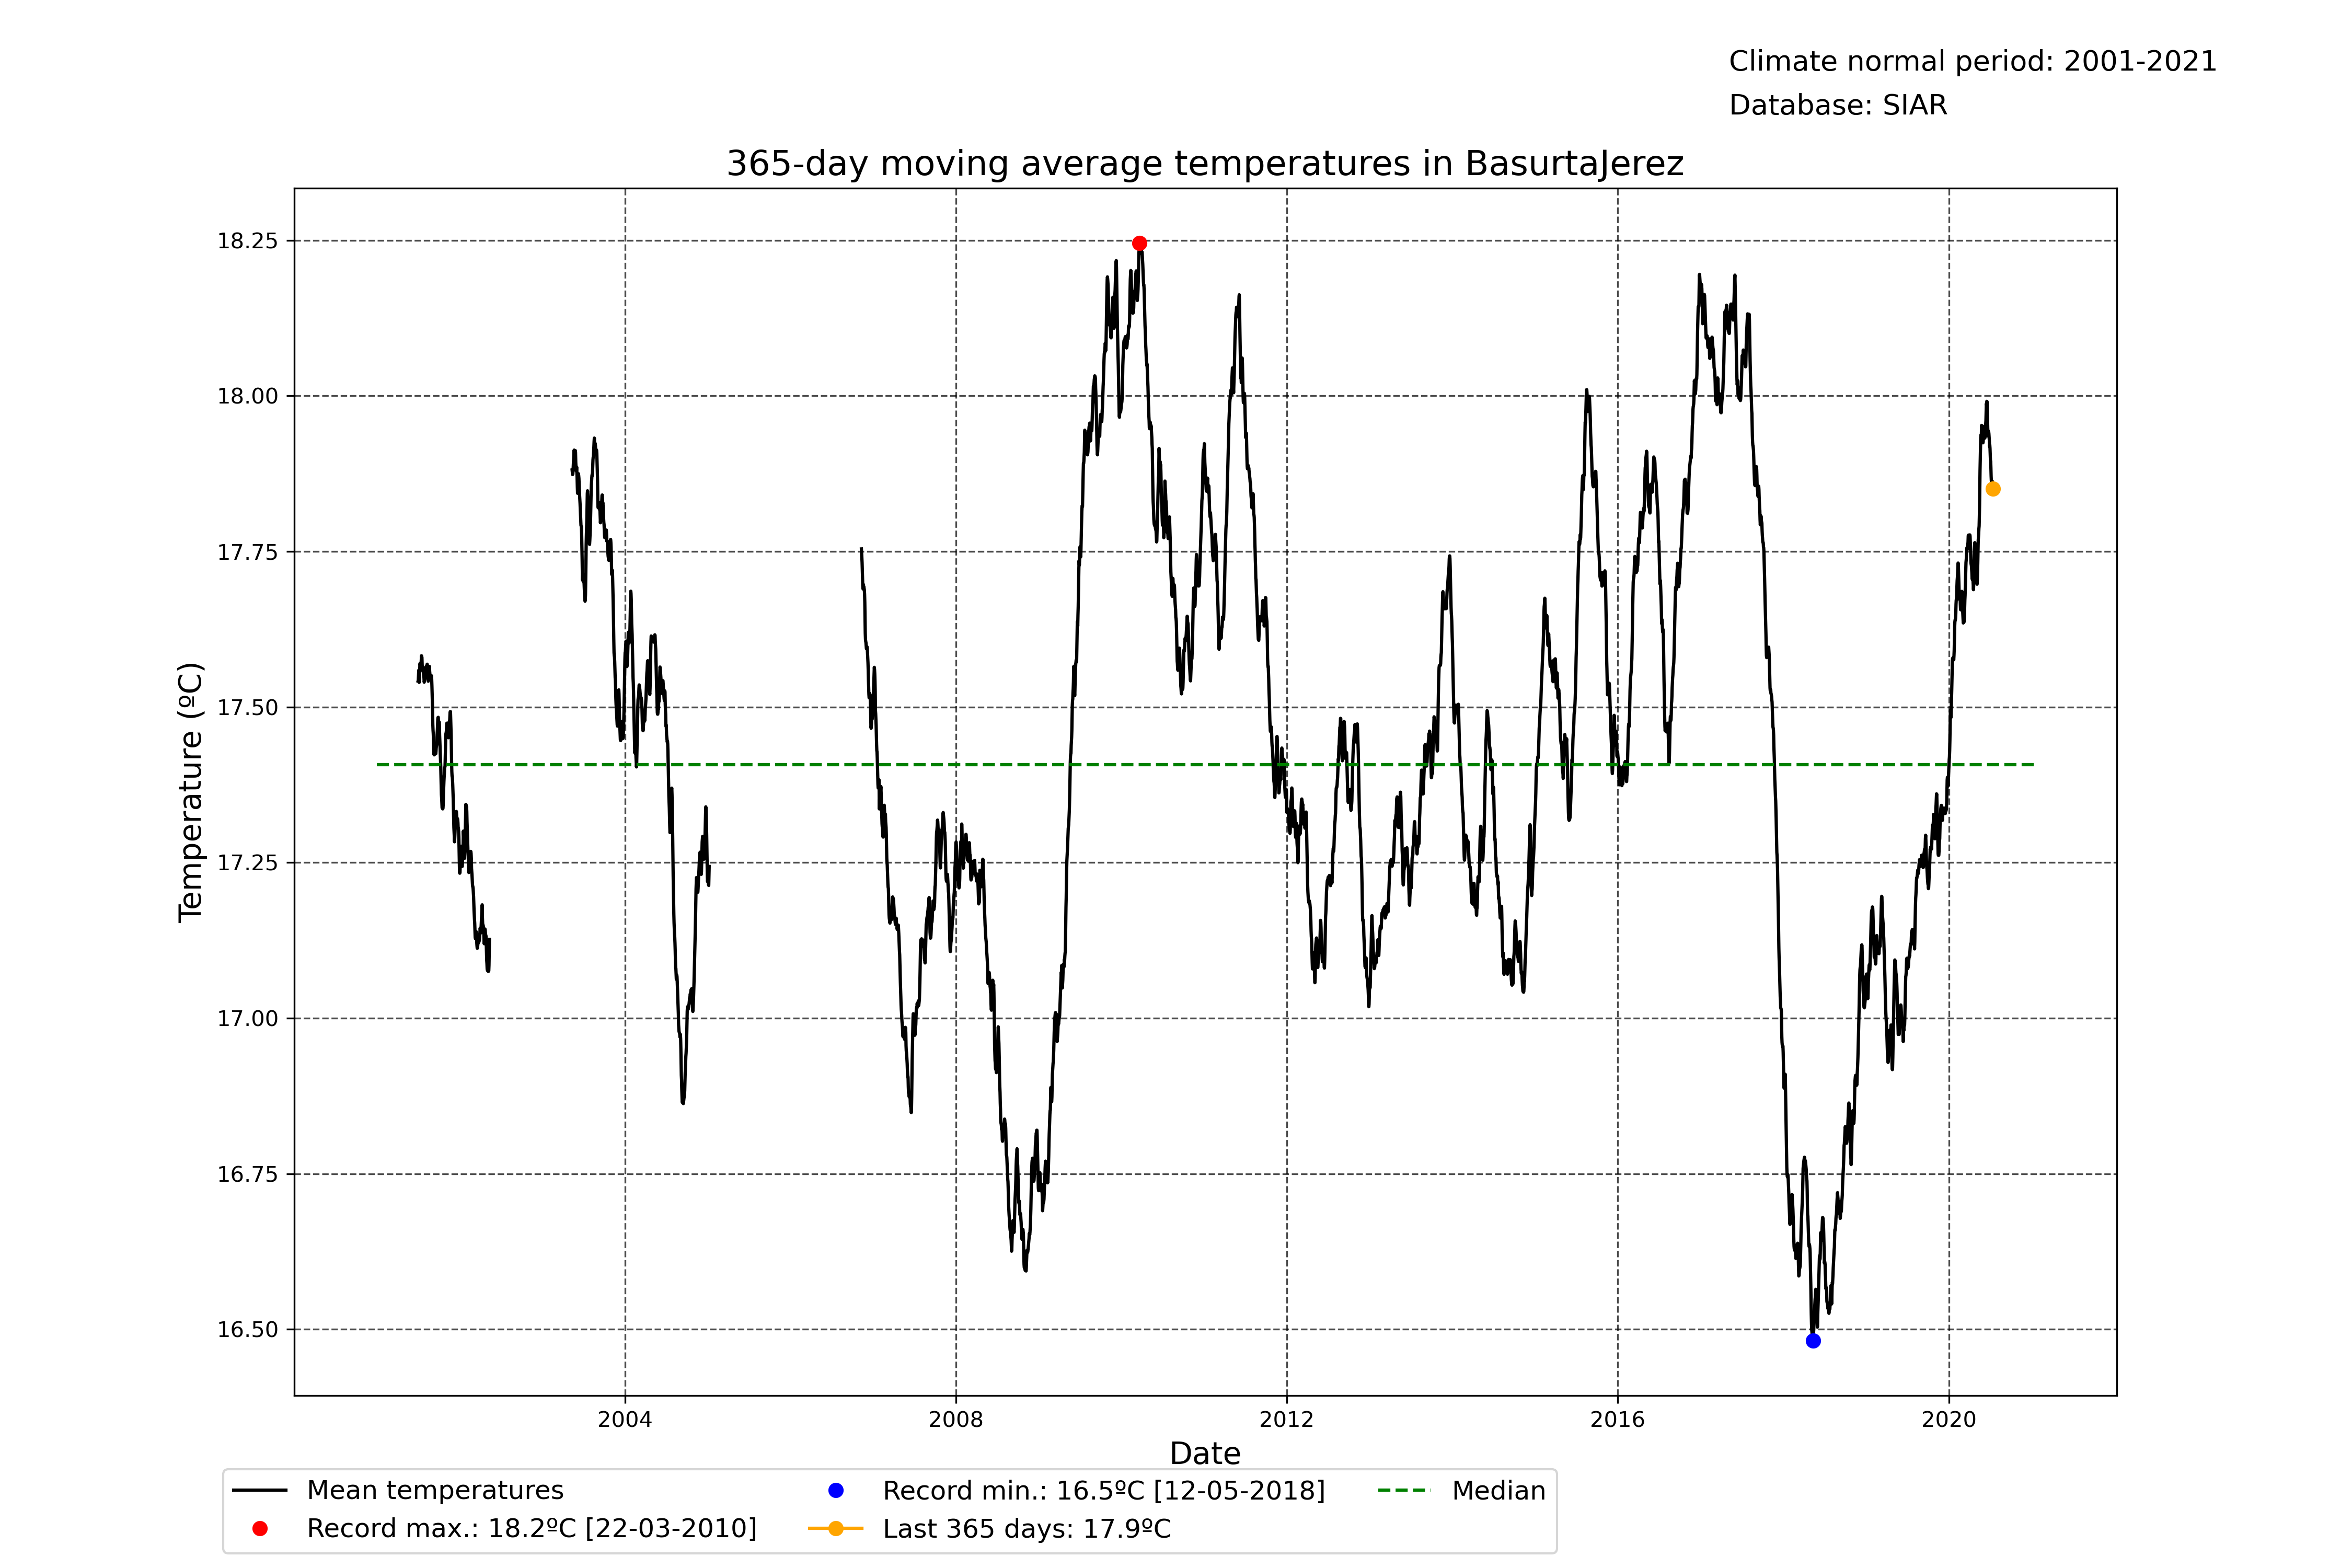 Climate normal period: 2001-2021
Database: SIAR
365-day moving average temperatures in BasurtaJerez
18.25
18.00
17.75
17.50
17.25
17.00
16.75
16.50
Temperature (ºC)
2004 2008 2012 2016 2020
Date
Mean temperatures
Record max.: 18.2ºC [22-03-2010]
Record min.: 16.5ºC [12-05-2018]
Last 365 days: 17.9ºC
Median